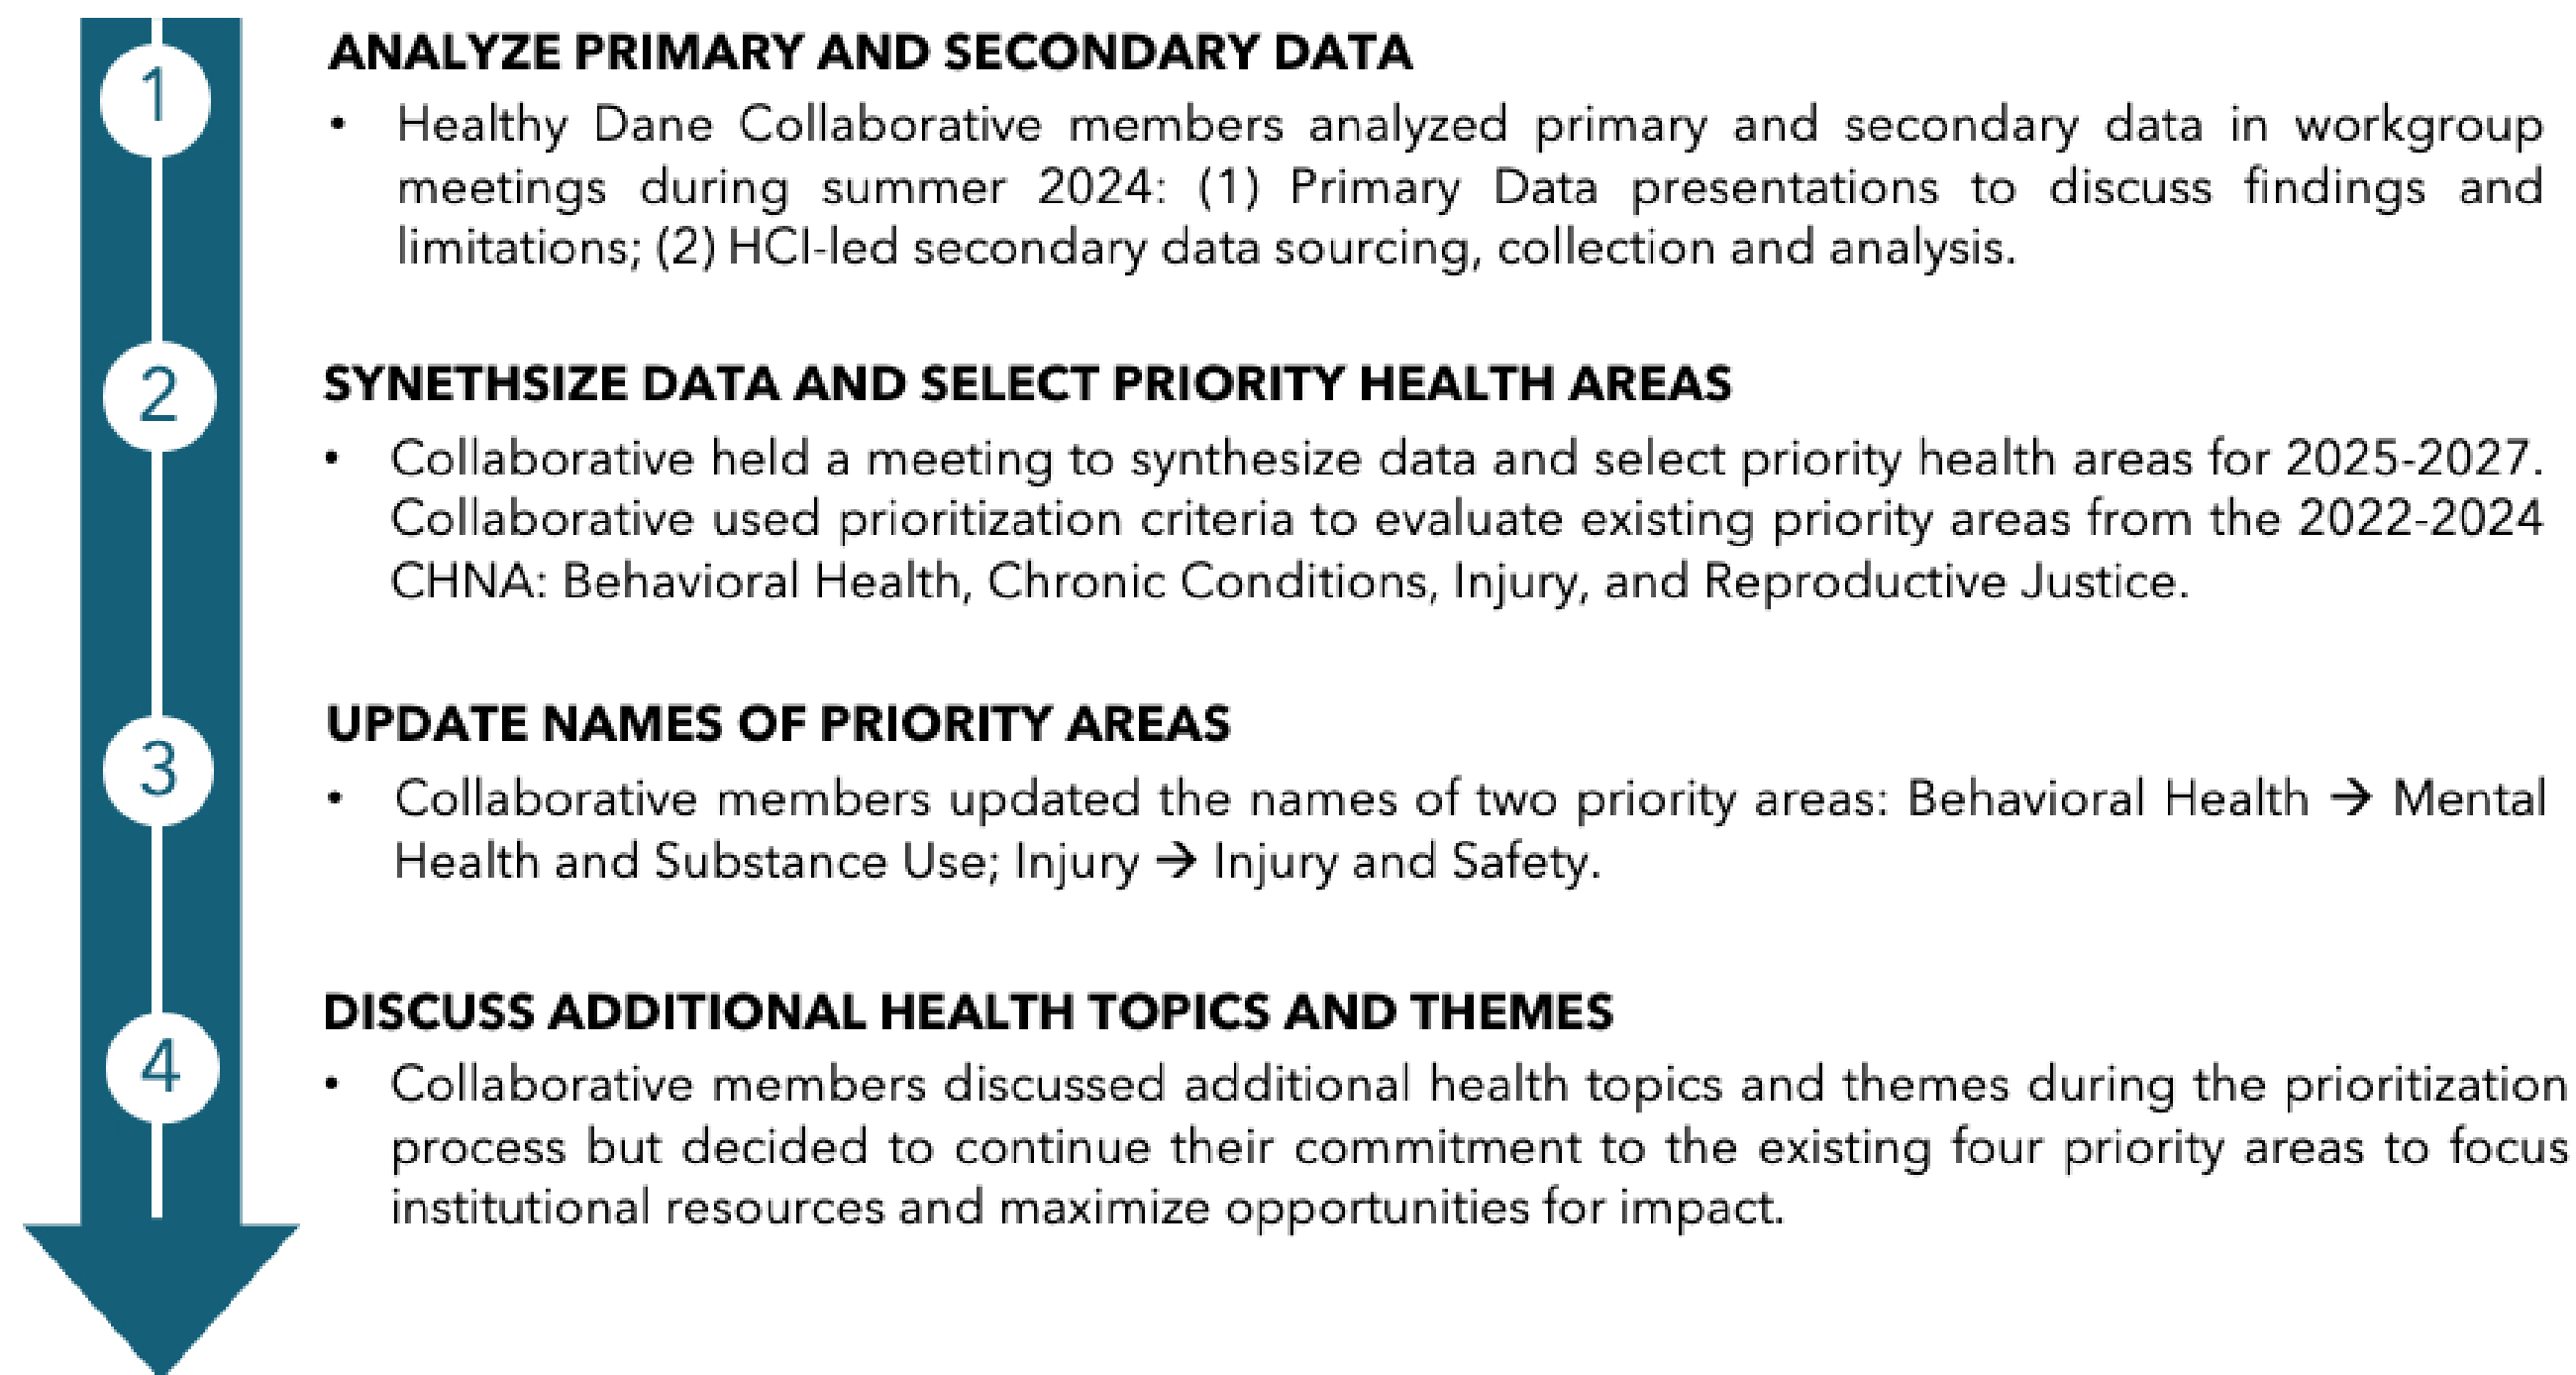 1
ANALYZE PRIMARY AND SECONDARY DATA
• Healthy Dane Collaborative members analyzed primary and secondary data in workgroup
meetings during summer 2024: (1) Primary Data presentations to discuss findings and
limitations; (2) HCI-led secondary data sourcing, collection and analysis.
2
SYNETHSIZE DATA AND SELECT PRIORITY HEALTH AREAS
• Collaborative held a meeting to synthesize data and select priority health areas for 2025-2027.
Collaborative used prioritization criteria to evaluate existing priority areas from the 2022-2024
CHNA: Behavioral Health, Chronic Conditions, Injury, and Reproductive Justice.
3
UPDATE NAMES OF PRIORITY AREAS
• Collaborative members updated the names of two priority areas: Behavioral Health → Mental
Health and Substance Use; Injury → Injury and Safety.
4
DISCUSS ADDITIONAL HEALTH TOPICS AND THEMES
• Collaborative members discussed additional health topics and themes during the prioritization
process but decided to continue their commitment to the existing four priority areas to focus
institutional resources and maximize opportunities for impact.